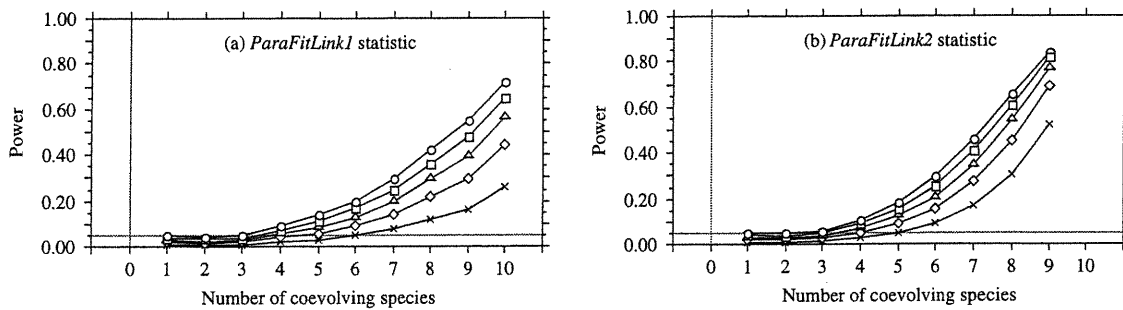 (a) ParaFitLink1 statistic
1.00
0.80
0.60
0.40
0.20
0.00
Power
0 1 2 3 4 5 6 7 8 9 10
Number of coevolving species
(b) ParaFitLink2 statistic
1.00
0.80
0.60
0.40
0.20
0.00
Power
0 1 2 3 4 5 6 7 8 9 10
Number of coevolving species